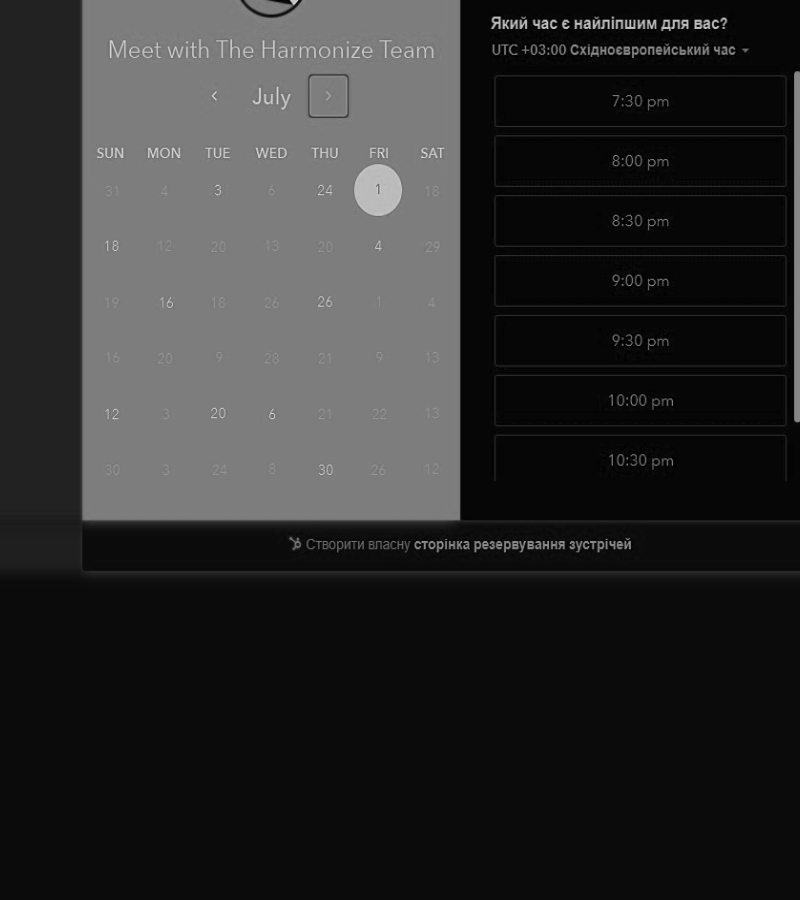 Meet with The Harmonize Team
July
SUN MON TUE WED THU FRI SAT
31 4 3 6 24 1 18
18 12 20 13 20 4 29
19 16 18 26 26 1 4
16 20 9 28 21 9 13
12 3 20 6 21 22 13
30 3 24 8 30 26 12
Який час є найліпшим для вас?
UTC +03:00 Східноєвропейський час
7:30 pm
8:00 pm
8:30 pm
9:00 pm
9:30 pm
10:00 pm
10:30 pm
Створити власну сторінка резервування зустрічей